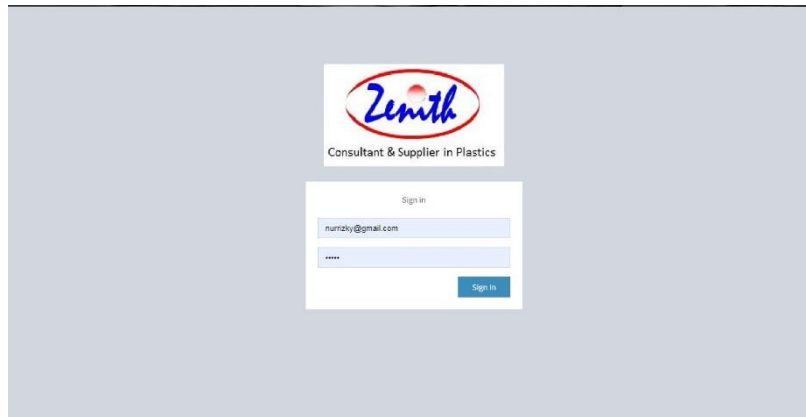 Zenith
Consultant & Supplier in Plastics
Sign in
nurrizky@gmail.com
•••••
Sign In